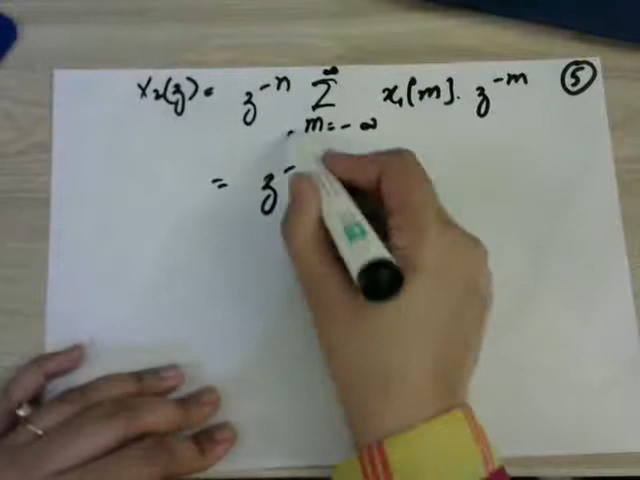 X₂(z) = z⁻ⁿ ∞∑m=-∞ x₁[m]. z⁻ᵐ ⑤
= z⁻